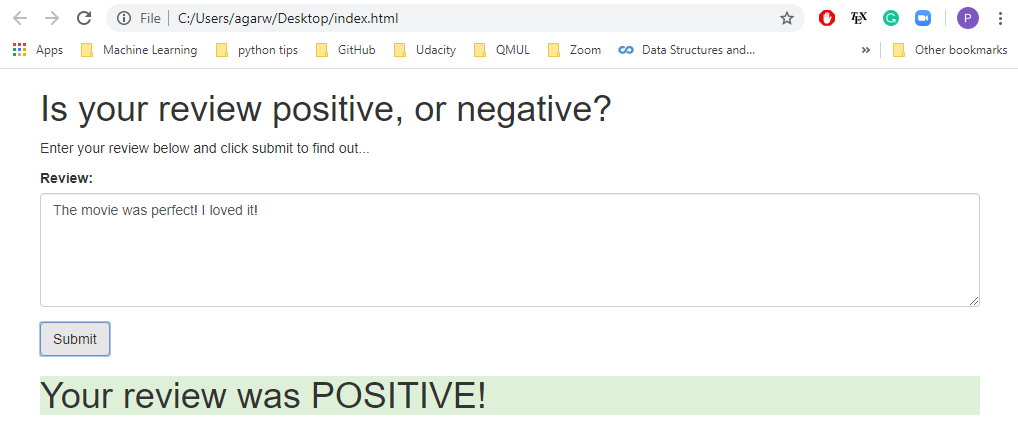 File C:/Users/agarw/Desktop/index.html TEX G P
Apps Machine Learning python tips GitHub Udacity QMUL Zoom Data Structures and... » Other bookmarks
Is your review positive, or negative?
Enter your review below and click submit to find out...
Review:
The movie was perfect! I loved it!
Submit
Your review was POSITIVE!